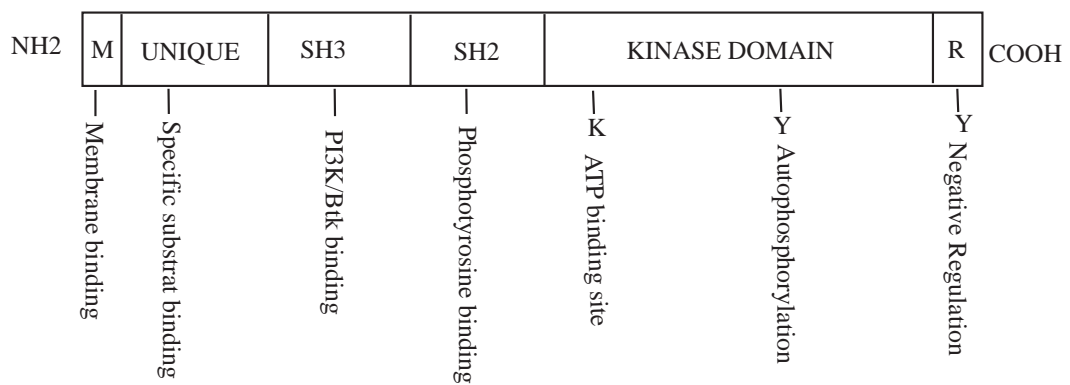 NH2 M UNIQUE SH3 SH2 KINASE DOMAIN R COOH
Membrane binding
Specific substrat binding
PI3K/Btk binding
Phosphotyrosine binding
K ATP binding site
Y Autophosphorylation
Y Negative Regulation